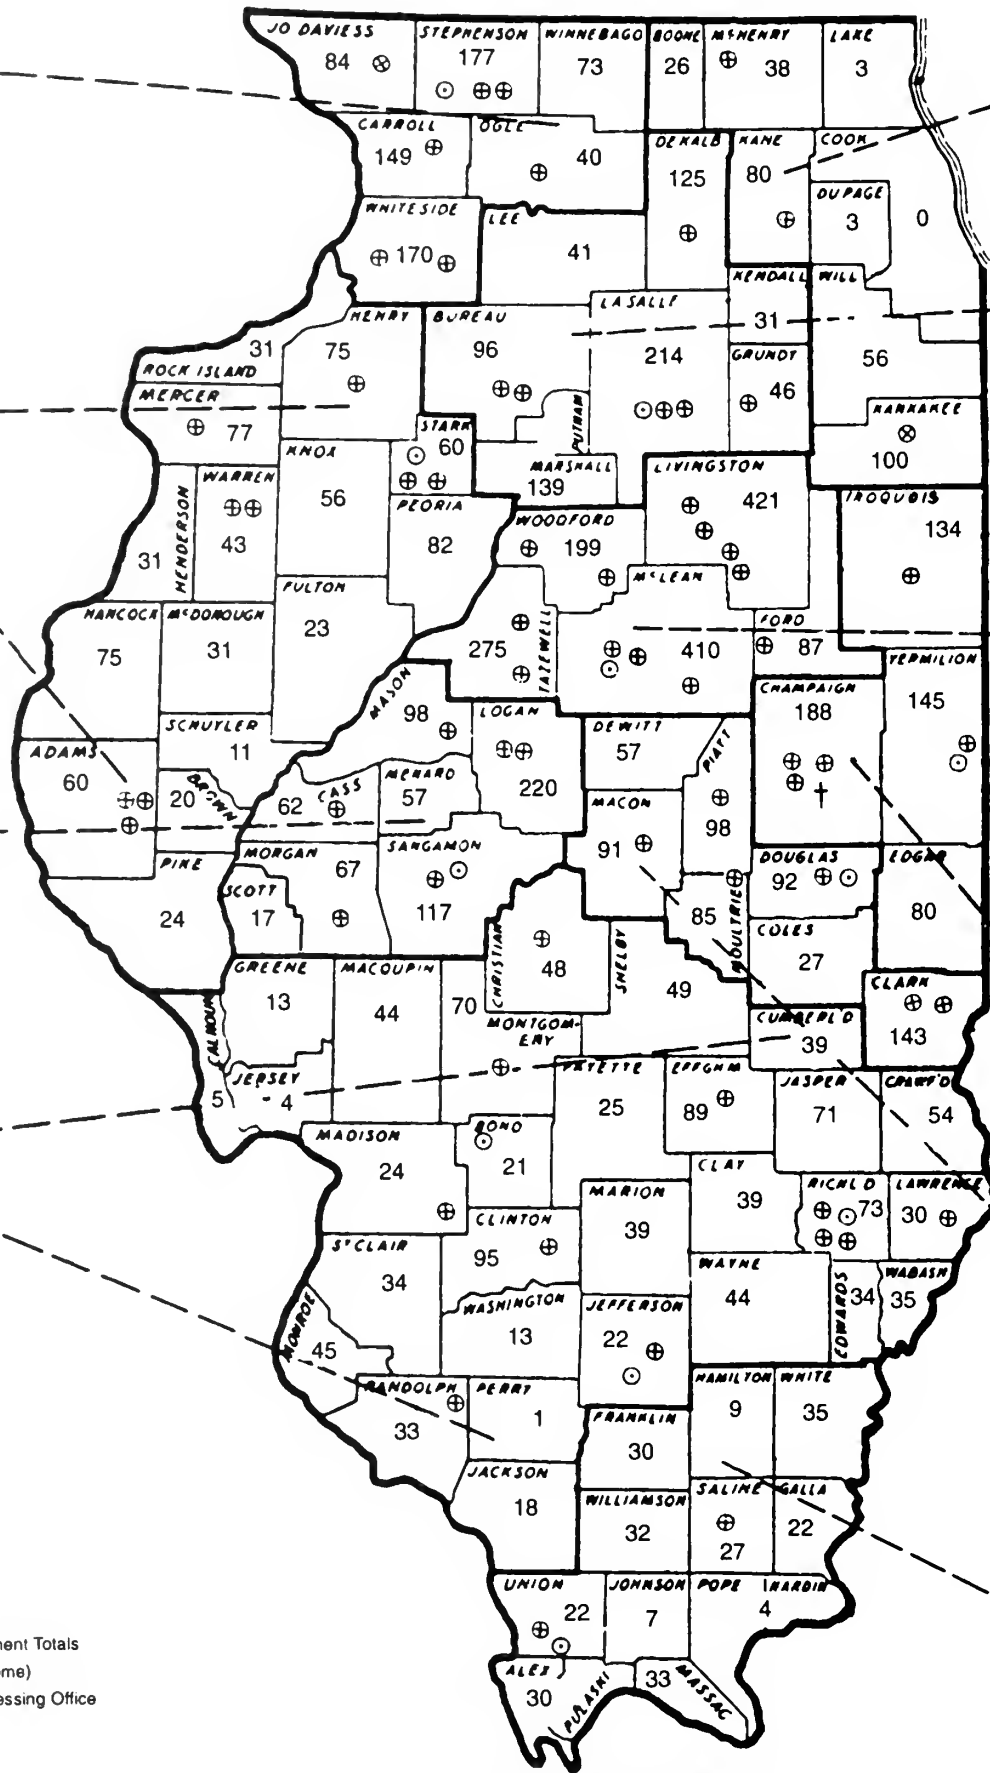 JO DAVIESS
84
STEPHENSON
177
WINNEBAGO
73
BOONE
26
McHENRY
38
LAKE
3
CARROLL
149
OGLE
40
DE KALB
125
KANE
80
COOK
0
DU PAGE
3
WHITESIDE
170
LEE
41
KENDALL
31
WILL
56
ROCK ISLAND
31
HENRY
75
BUREAU
96
LA SALLE
214
GRUNDY
46
MERCER
77
STARK
60
PUTNAM
KANKAKEE
100
KNOX
56
MARSHALL
139
LIVINGSTON
421
IROQUOIS
134
HENDERSON
31
WARREN
43
PEORIA
82
WOODFORD
199
McLEAN
410
FULTON
23
HANCOCK
75
McDONOUGH
31
TAZEWELL
275
FORD
87
VERMILION
145
MASON
98
LOGAN
220
CHAMPAIGN
188
SCHUYLER
11
DEWITT
57
PIATT
98
ADAMS
60
BROWN
20
CASS
62
MENARD
57
MACON
91
PIKE
24
MORGAN
67
SANGAMON
117
DOUGLAS
92
EDGAR
80
SCOTT
17
MOULTRIE
85
COLES
27
CHRISTIAN
48
SHELBY
49
GREENE
13
MACOUPIN
44
70
MONTGOM-
ERY
CLARK
143
CUMBERL'D
39
CALHOUN
5
JERSEY
4
FAYETTE
25
EFFGHM
89
JASPER
71
CRAWF'D
54
MADISON
24
BOND
21
CLAY
39
RICHL'D
73
LAWRENCE
30
MARION
39
CLINTON
95
ST CLAIR
34
WAYNE
44
EDWARDS
34
WABASH
35
MONROE
45
WASHINGTON
13
JEFFERSON
22
RANDOLPH
33
PERRY
1
HAMILTON
9
WHITE
35
FRANKLIN
30
JACKSON
18
WILLIAMSON
32
SALINE
27
GALLA
22
UNION
22
JOHNSON
7
POPE
HARDIN
4
ALEX
30
PULASKI
33
MASSAC
nent Totals
ome)
essing Office